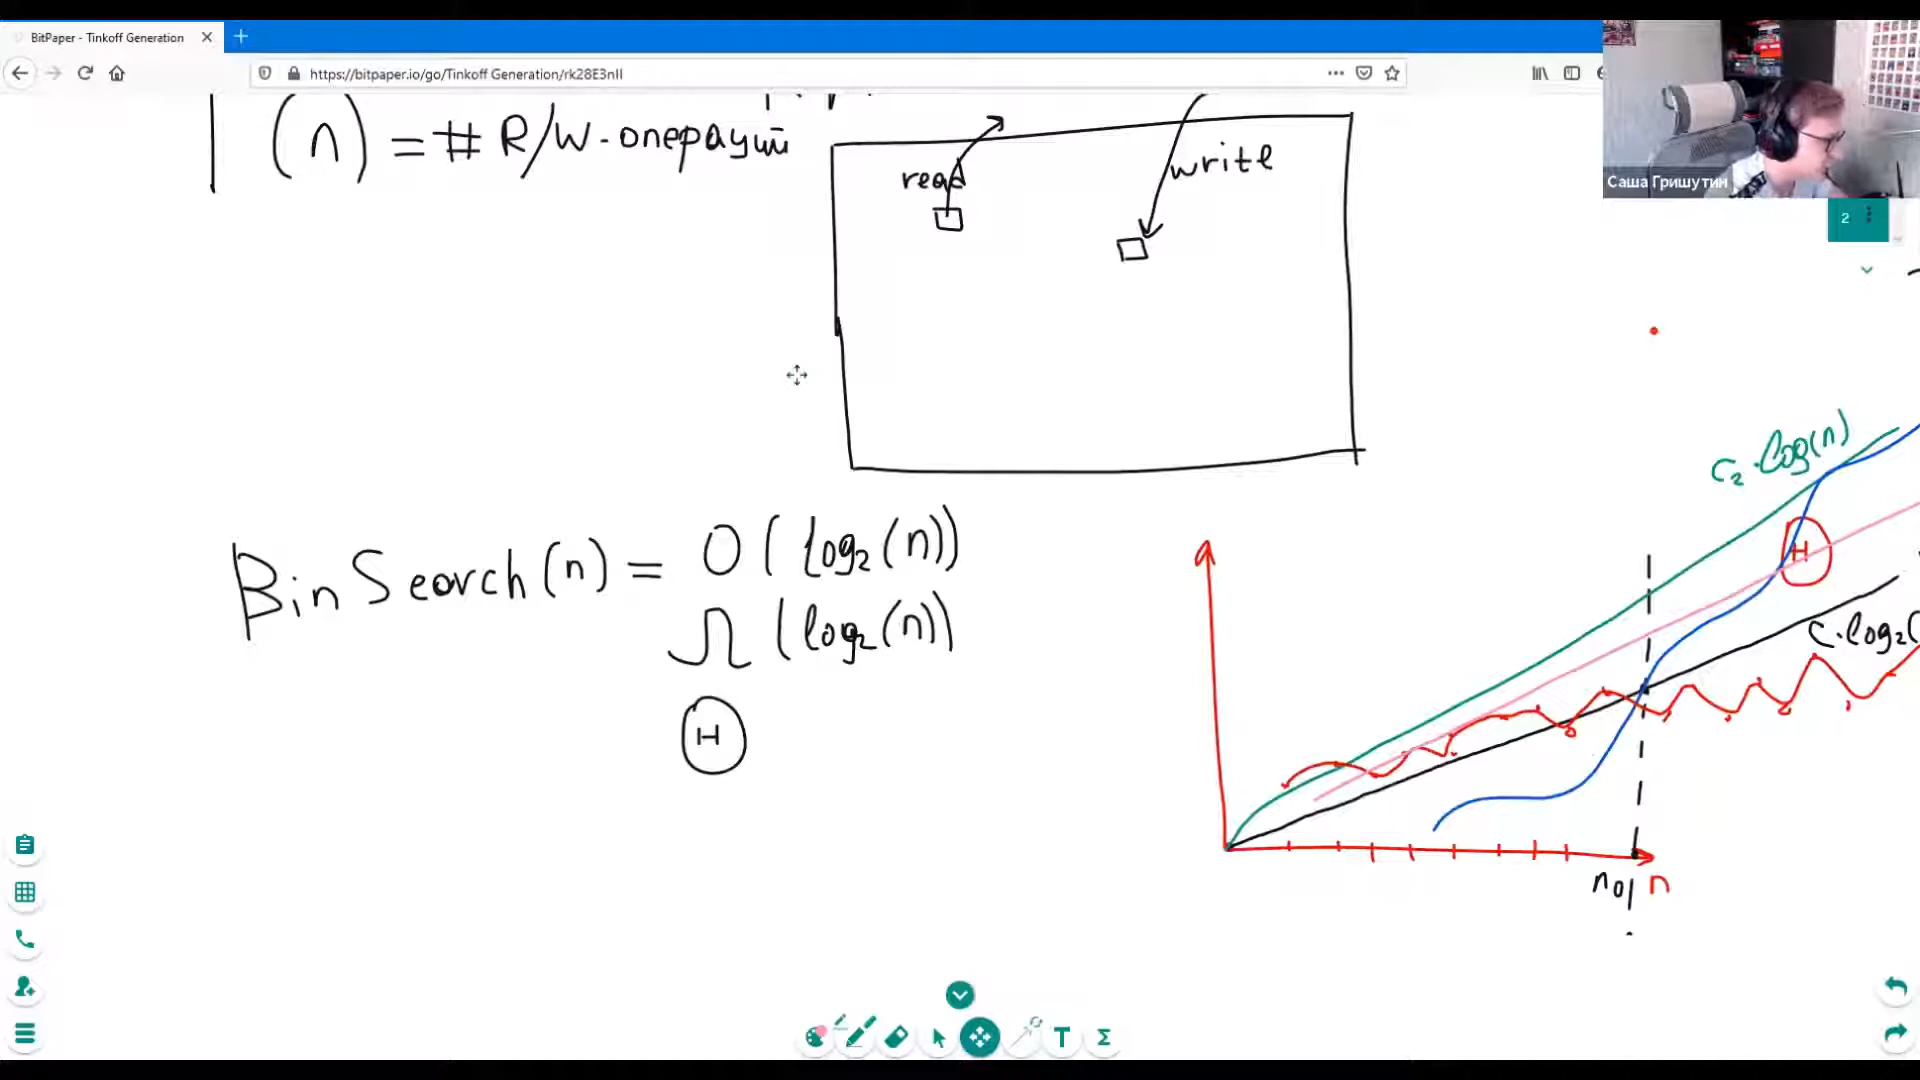 BitPaper - Tinkoff Generation
https://bitpaper.io/go/Tinkoff Generation/rk28E3nII
(n) = # R/W - операций
read
write
Саша Гришутин
2
BinSearch(n) = O(log₂(n))
Ω(log₂(n))
Θ
c₂·log(n)
Θ
c·log₂(
n₀
n
T
Σ